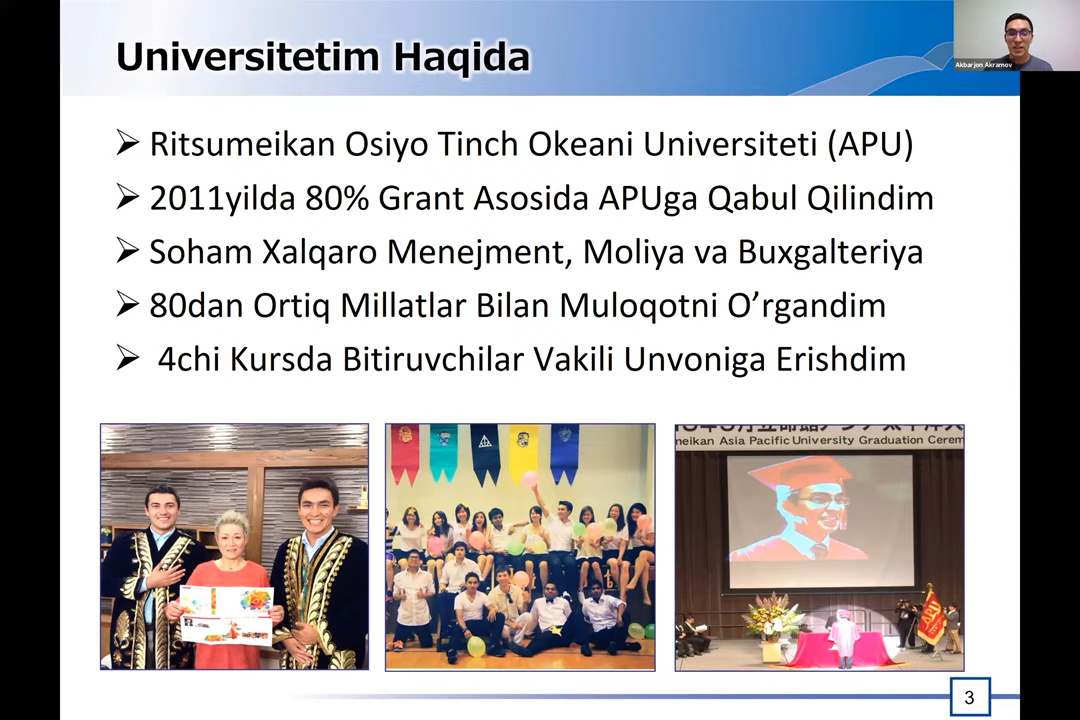 Universitetim Haqida
Akbarjon Akramov
Ritsumeikan Osiyo Tinch Okeani Universiteti (APU)
2011yilda 80% Grant Asosida APUga Qabul Qilindim
Soham Xalqaro Menejment, Moliya va Buxgalteriya
80dan Ortiq Millatlar Bilan Muloqotni O’rgandim
4chi Kursda Bitiruvchilar Vakili Unvoniga Erishdim
meikan Asia Pacific University Graduation Cerem
APU
3